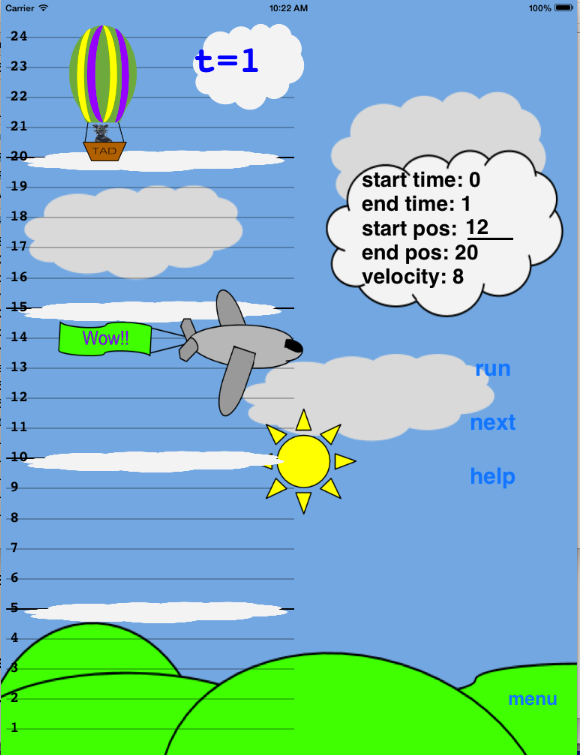 Carrier 10:22 AM 100%
24
t=1
23
22
21
TAD
20
19
18
17
16
15
14
13
12
11
10
9
8
7
6
5
4
3
2
1
Wow!!
start time: 0
end time: 1
start pos: 12
end pos: 20
velocity: 8
run
next
help
menu